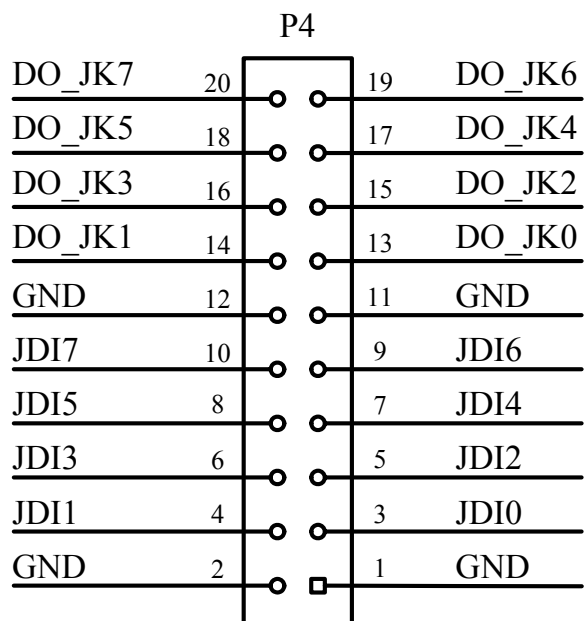 P4
DO_JK7 20 19 DO_JK6
DO_JK5 18 17 DO_JK4
DO_JK3 16 15 DO_JK2
DO_JK1 14 13 DO_JK0
GND 12 11 GND
JDI7 10 9 JDI6
JDI5 8 7 JDI4
JDI3 6 5 JDI2
JDI1 4 3 JDI0
GND 2 1 GND